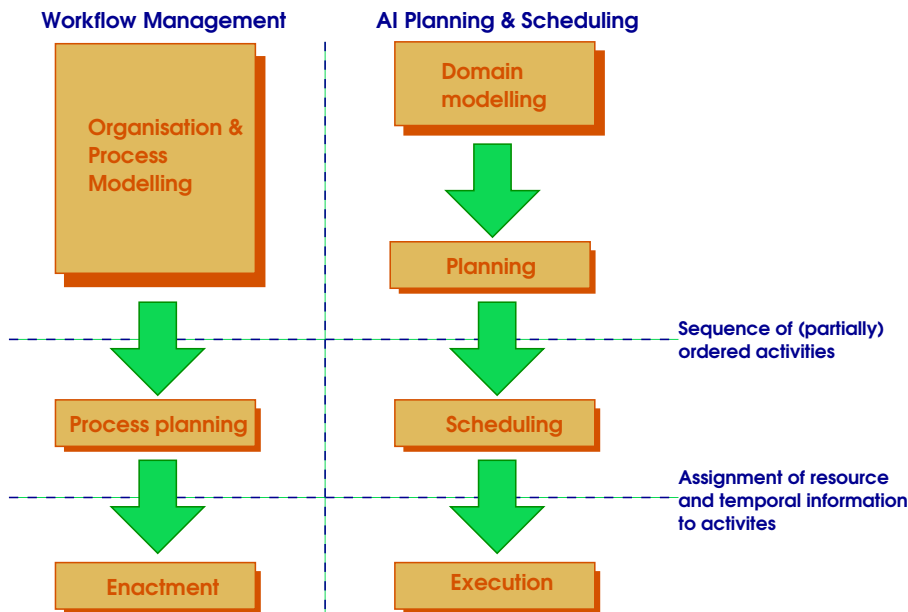 Workflow Management
AI Planning & Scheduling
Organisation &
Process
Modelling
Domain
modelling
Planning
Sequence of (partially)
ordered activities
Process planning
Scheduling
Assignment of resource
and temporal information
to activites
Enactment
Execution